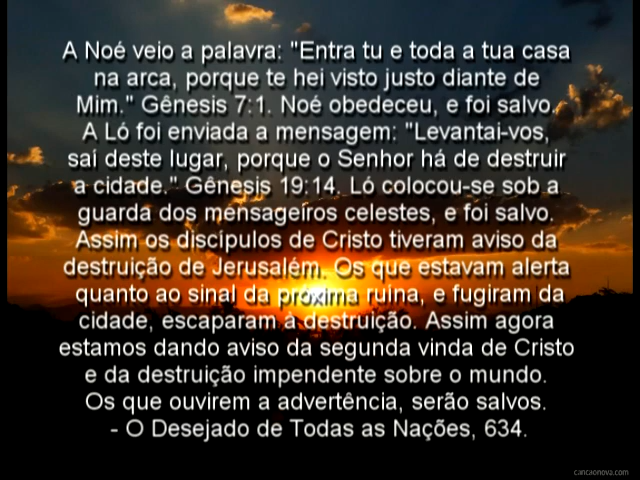 A Noé veio a palavra: "Entra tu e toda a tua casa
na arca, porque te hei visto justo diante de
Mim." Gênesis 7:1. Noé obedeceu, e foi salvo.
A Ló foi enviada a mensagem: "Levantai-vos,
saí deste lugar, porque o Senhor há de destruir
a cidade." Gênesis 19:14. Ló colocou-se sob a
guarda dos mensageiros celestes, e foi salvo.
Assim os discípulos de Cristo tiveram aviso da
destruição de Jerusalém. Os que estavam alerta
quanto ao sinal da próxima ruina, e fugiram da
cidade, escaparam à destruição. Assim agora
estamos dando aviso da segunda vinda de Cristo
e da destruição impendente sobre o mundo.
Os que ouvirem a advertência, serão salvos.
- O Desejado de Todas as Nações, 634.
cancaonova.com